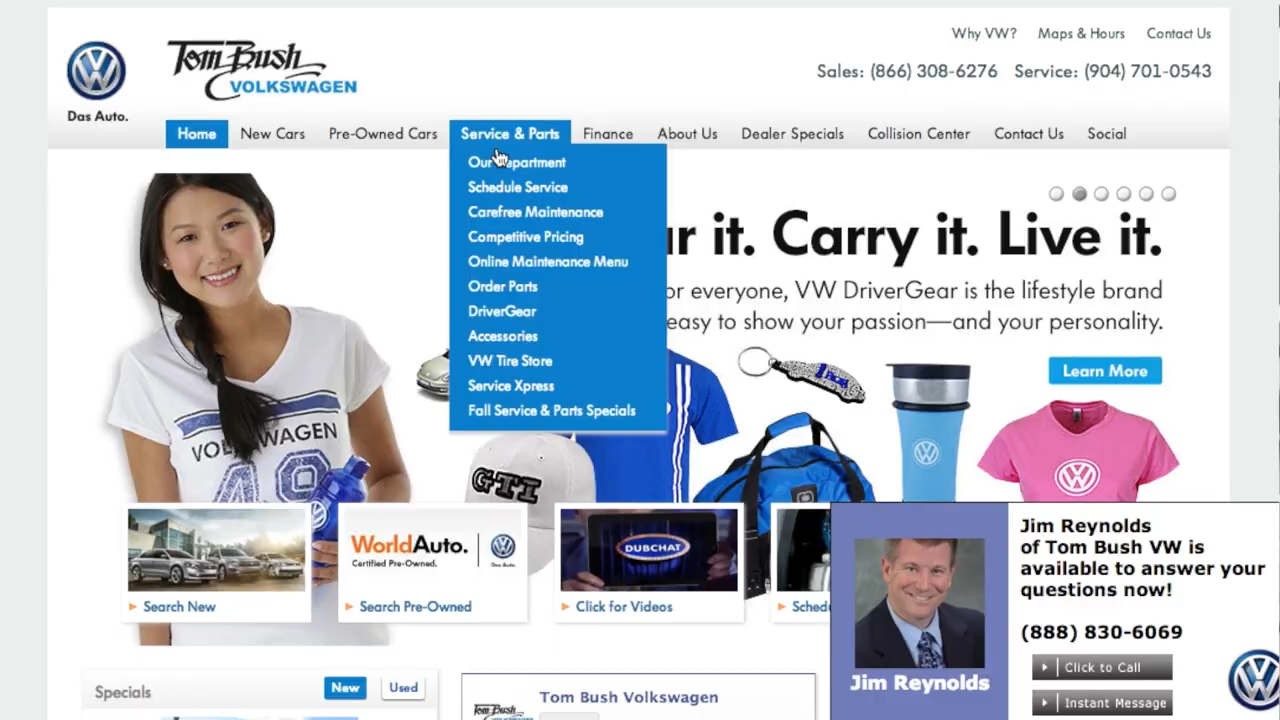 Why VW? Maps & Hours Contact Us
Tom Bush
VOLKSWAGEN
Sales: (866) 308-6276 Service: (904) 701-0543
Das Auto.
Home New Cars Pre-Owned Cars Service & Parts Finance About Us Dealer Specials Collision Center Contact Us Social
Schedule Service
Carefree Maintenance
Competitive Pricing
Online Maintenance Menu
Order Parts
DriverGear
Accessories
VW Tire Store
Service Xpress
Fall Service & Parts Specials
it. Carry it. Live it.
everyone, VW DriverGear is the lifestyle brand
easy to show your passion—and your personality.
Learn More
VOLKSWAGEN
49
GTI
WorldAuto.
Certified Pre-Owned.
Das Auto.
DUBCHAT
Search New
Search Pre-Owned
Click for Videos
Jim Reynolds
of Tom Bush VW is
available to answer your
questions now!
(888) 830-6069
Click to Call
Instant Message
Jim Reynolds
Specials New Used
Tom Bush Volkswagen
Tom Bush